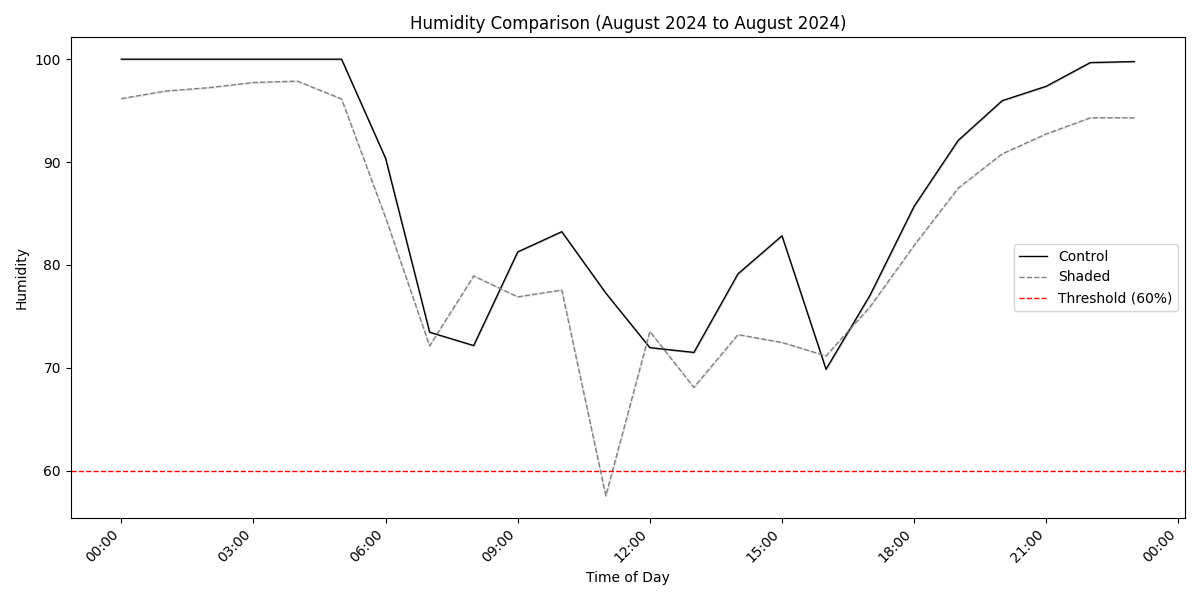 Humidity Comparison (August 2024 to August 2024)
100
90
80
70
60
Humidity
Control
Shaded
Threshold (60%)
00:00
03:00
06:00
09:00
12:00
15:00
18:00
21:00
00:00
Time of Day